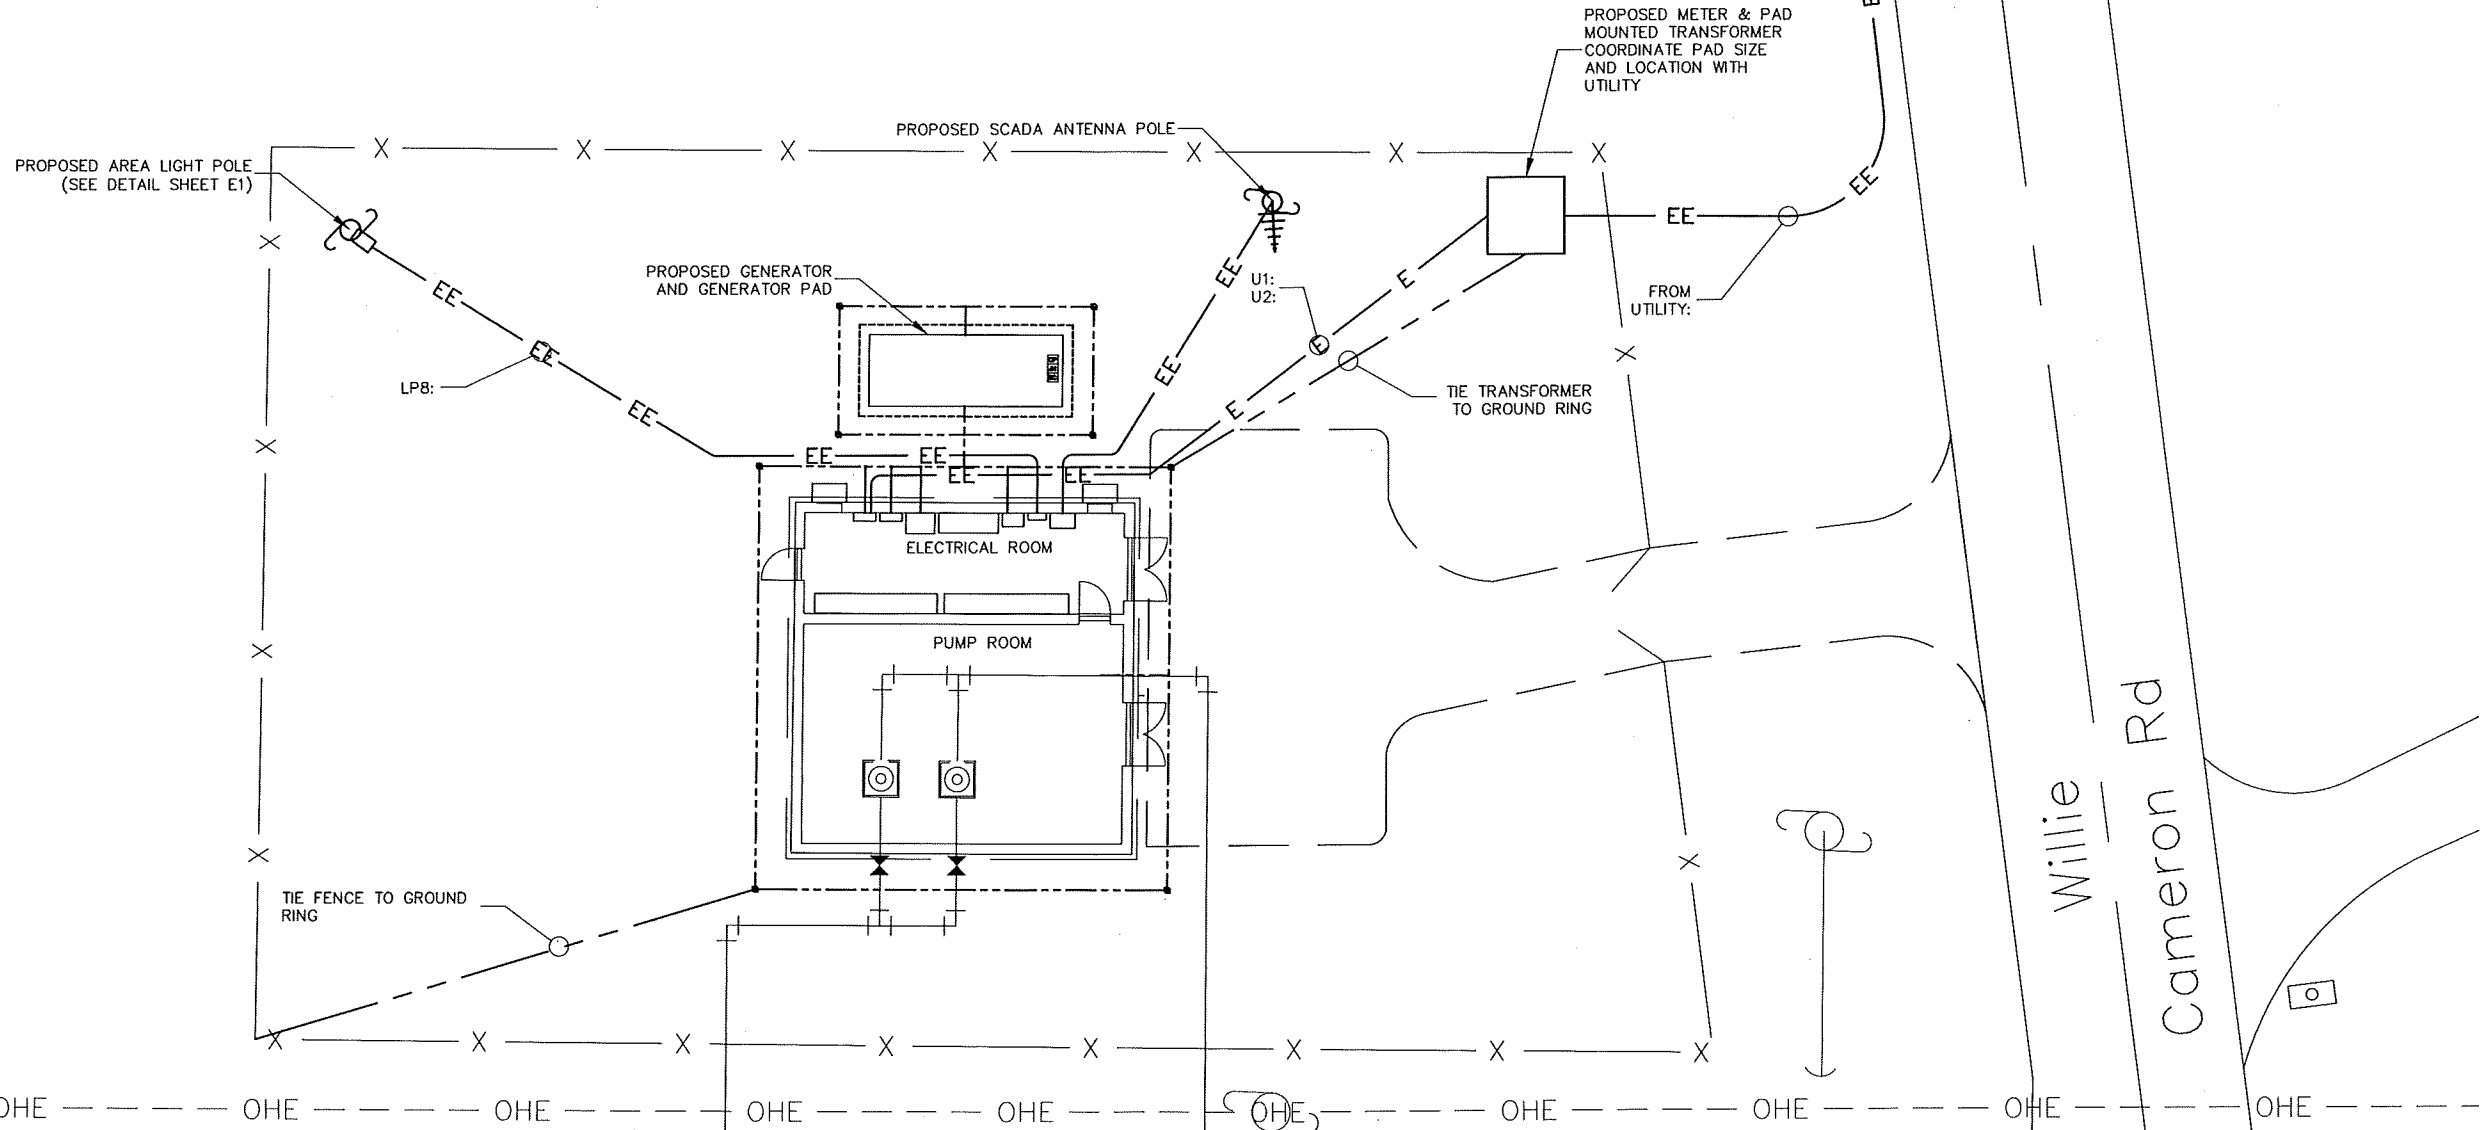 PROPOSED METER & PAD
MOUNTED TRANSFORMER
COORDINATE PAD SIZE
AND LOCATION WITH
UTILITY
PROPOSED SCADA ANTENNA POLE
PROPOSED AREA LIGHT POLE
(SEE DETAIL SHEET E1)
X X X X X X X
X
EE
EE
EE
PROPOSED GENERATOR
AND GENERATOR PAD
EE
U1:
U2:
E
FROM
UTILITY:
EE
E
X
LP8:
EE
EE
E
TIE TRANSFORMER
TO GROUND RING
X
EE EE
EE EE
ELECTRICAL ROOM
PUMP ROOM
X
X
X
Willie
Cameron Rd
TIE FENCE TO GROUND
RING
X X X X X X X X
OHE OHE OHE OHE OHE OHE OHE OHE OHE OHE